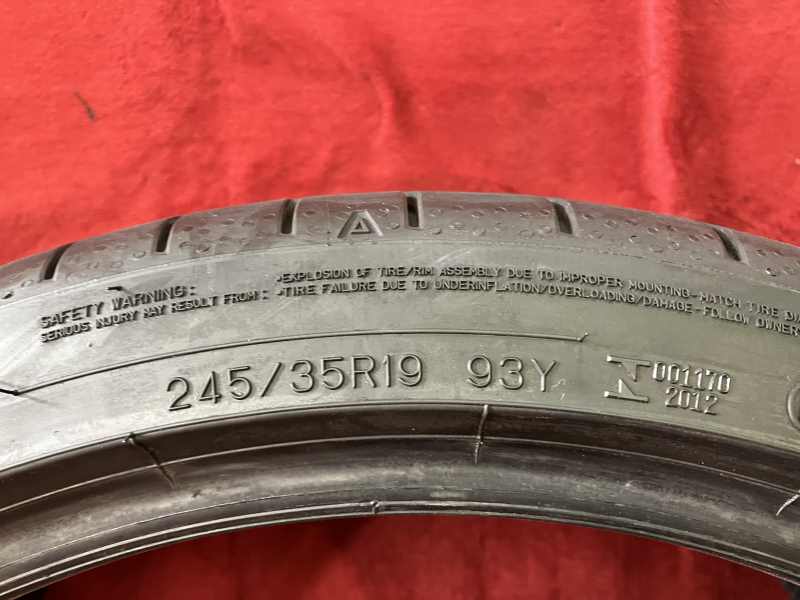 A
SAFETY WARNING:
SERIOUS INJURY MAY RESULT FROM:
•EXPLOSION OF TIRE/RIM ASSEMBLY DUE TO IMPROPER MOUNTING-MATCH TIRE DIA
•TIRE FAILURE DUE TO UNDERINFLATION/OVERLOADING/DAMAGE-FOLLOW OWNER
245/35R19 93Y
001170
2012